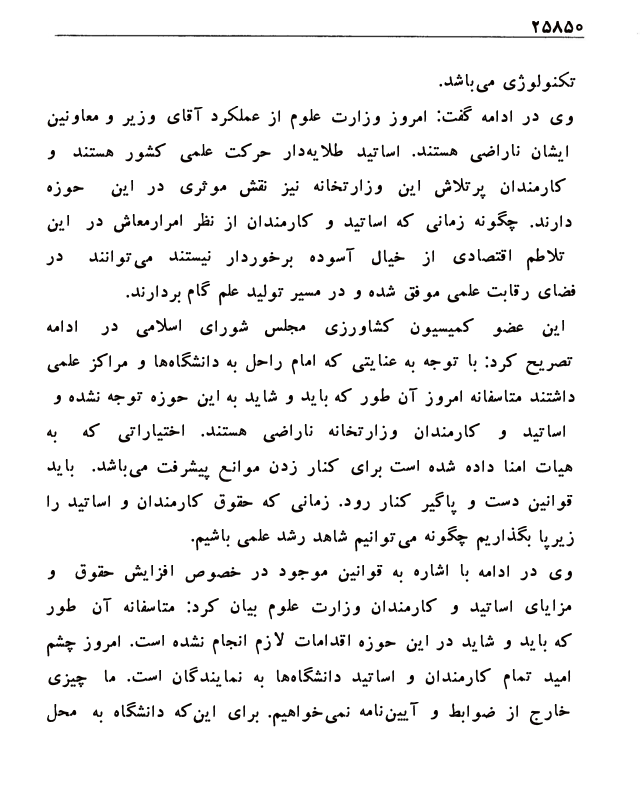 ۲۵۸۵۰
تکنولوژی می‌باشد.
وی در ادامه گفت: امروز وزارت علوم از عملکرد آقای وزیر و معاونین
ایشان ناراضی هستند. اساتید طلایه‌دار حرکت علمی کشور هستند و
کارمندان پرتلاش این وزارتخانه نیز نقش موثری در این حوزه
دارند. چگونه زمانی که اساتید و کارمندان از نظر امرارمعاش در این
تلاطم اقتصادی از خیال آسوده برخوردار نیستند می‌توانند در
فضای رقابت علمی موفق شده و در مسیر تولید علم گام بردارند.
این عضو کمیسیون کشاورزی مجلس شورای اسلامی در ادامه
تصریح کرد: با توجه به عنایتی که امام راحل به دانشگاه‌ها و مراکز علمی
داشتند متاسفانه امروز آن طور که باید و شاید به این حوزه توجه نشده و
اساتید و کارمندان وزارتخانه ناراضی هستند. اختیاراتی که به
هیات امنا داده شده است برای کنار زدن موانع پیشرفت می‌باشد. باید
قوانین دست و پاگیر کنار رود. زمانی که حقوق کارمندان و اساتید را
زیرپا بگذاریم چگونه می‌توانیم شاهد رشد علمی باشیم.
وی در ادامه با اشاره به قوانین موجود در خصوص افزایش حقوق و
مزایای اساتید و کارمندان وزارت علوم بیان کرد: متاسفانه آن طور
که باید و شاید در این حوزه اقدامات لازم انجام نشده است. امروز چشم
امید تمام کارمندان و اساتید دانشگاه‌ها به نمایندگان است. ما چیزی
خارج از ضوابط و آیین‌نامه نمی‌خواهیم. برای این‌که دانشگاه به محل